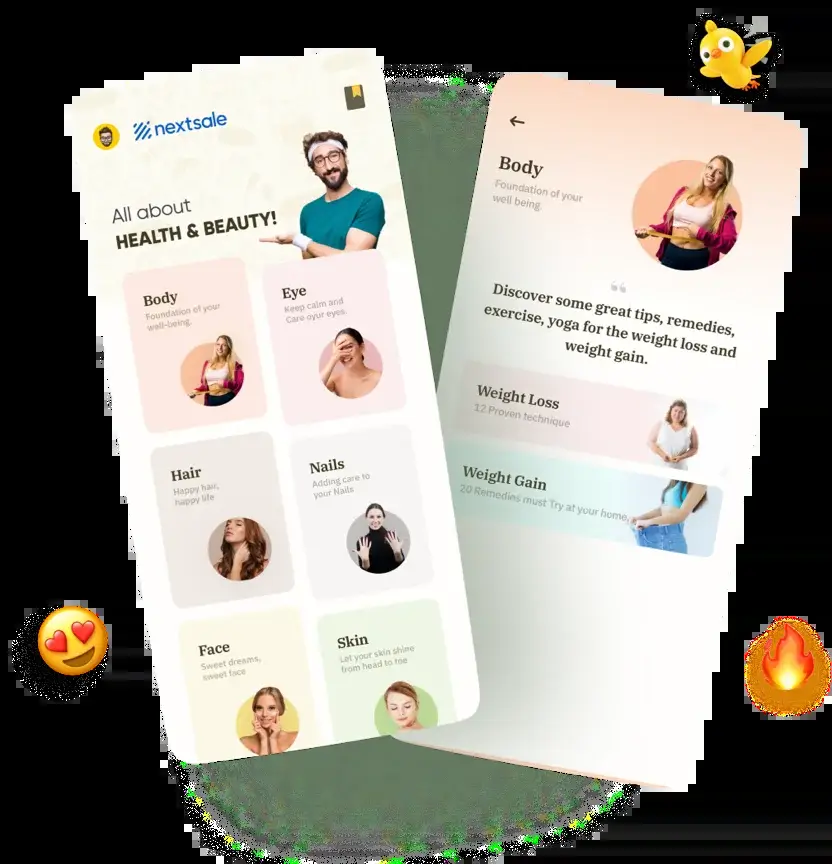 nextsale
All about
HEALTH & BEAUTY!
Body
Foundation of your
well-being.
Eye
Keep calm and
Care oyur eyes.
Hair
Happy hair,
happy life
Nails
Adding care to
your Nails
Face
Sweet dreams,
sweet face
Skin
Let your skin shine
from head to toe
Body
Foundation of your
well being.
“
Discover some great tips, remedies,
exercise, yoga for the weight loss and
weight gain.
Weight Loss
12 Proven technique
Weight Gain
20 Remedies must Try at your home.